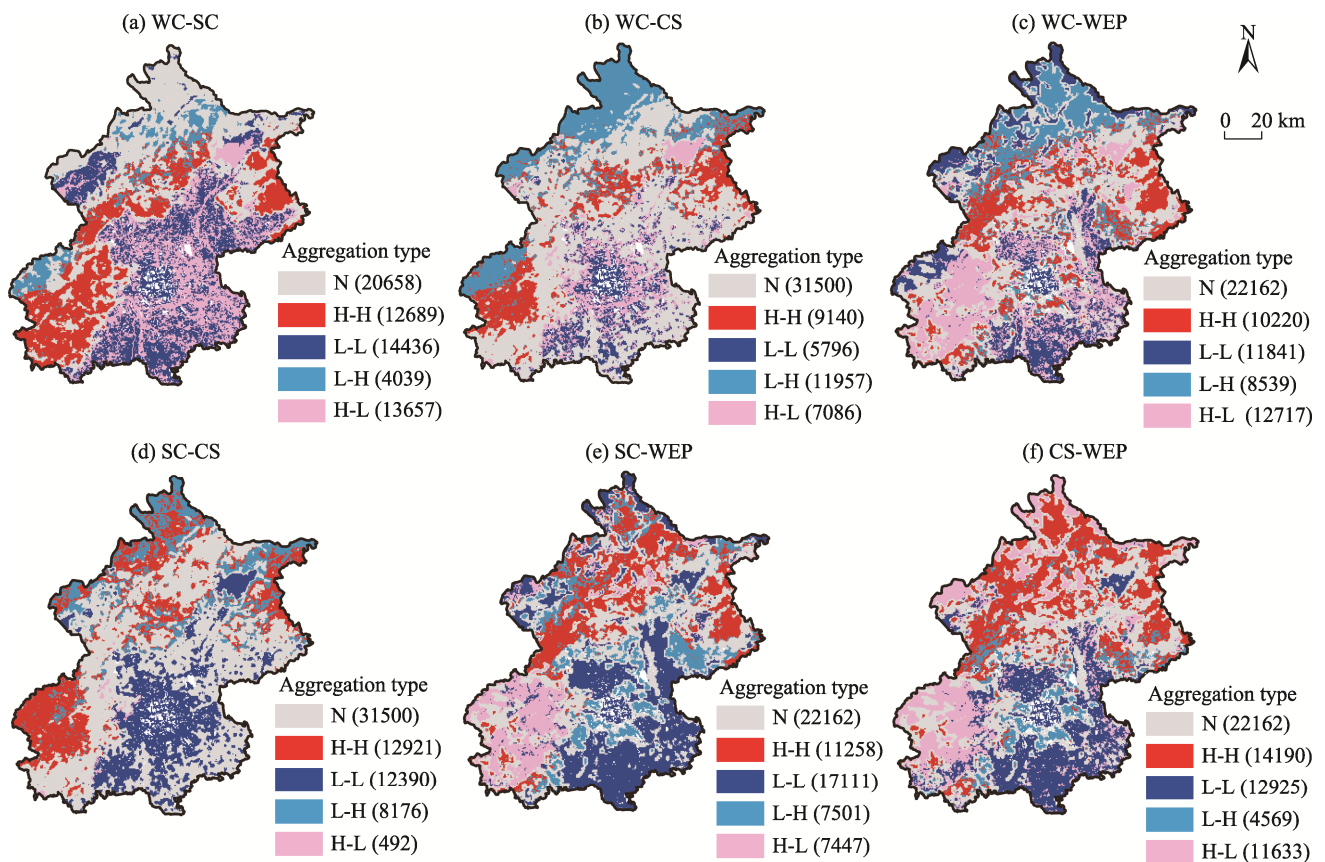 (a) WC-SC
(b) WC-CS
(c) WC-WEP
N
0 20 km
Aggregation type
N (20658)
H-H (12689)
L-L (14436)
L-H (4039)
H-L (13657)
Aggregation type
N (31500)
H-H (9140)
L-L (5796)
L-H (11957)
H-L (7086)
Aggregation type
N (22162)
H-H (10220)
L-L (11841)
L-H (8539)
H-L (12717)
(d) SC-CS
(e) SC-WEP
(f) CS-WEP
Aggregation type
N (31500)
H-H (12921)
L-L (12390)
L-H (8176)
H-L (492)
Aggregation type
N (22162)
H-H (11258)
L-L (17111)
L-H (7501)
H-L (7447)
Aggregation type
N (22162)
H-H (14190)
L-L (12925)
L-H (4569)
H-L (11633)